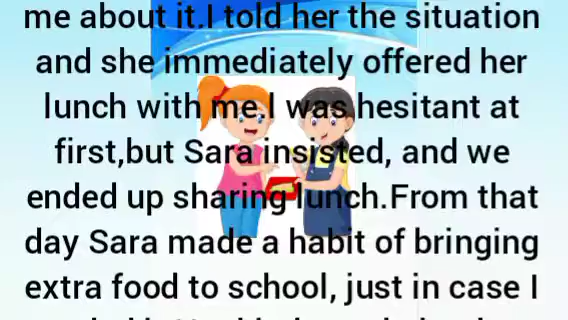 me about it.I told her the situation
and she immediately offered her
lunch with me.I was hesitant at
first,but Sara insisted, and we
ended up sharing lunch.From that
day Sara made a habit of bringing
extra food to school, just in case I